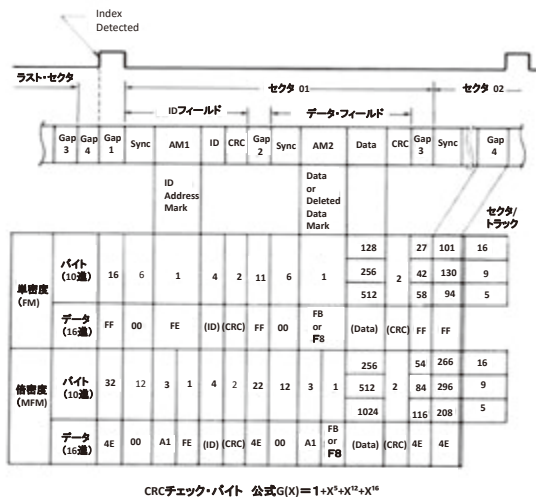 Index
Detected
ラスト・セクタ
セクタ 01
セクタ 02
IDフィールド
データ・フィールド
Gap 3
Gap 4
Gap 1
Sync
AM1
ID
CRC
Gap 2
Sync
AM2
Data
CRC
Gap 3
Sync
Gap 4
ID Address Mark
Data or Deleted Data Mark
セクタ/トラック
単密度 (FM)
バイト (10進)
16 6 1 4 2 11 6 1 128 2 27 101 16
256 42 130 9
512 58 94 5
データ (16進)
FF 00 FE (ID) (CRC) FF 00 FB or F8 (Data) (CRC) FF FF
倍密度 (MFM)
バイト (10進)
32 12 3 1 4 2 22 12 3 1 256 2 54 266 16
512 84 296 9
1024 116 208 5
データ (16進)
4E 00 A1 FE (ID) (CRC) 4E 00 A1 FB or F8 (Data) (CRC) 4E 4E
CRCチェック・バイト 公式G(X)=1+X⁵+X¹²+X¹⁶